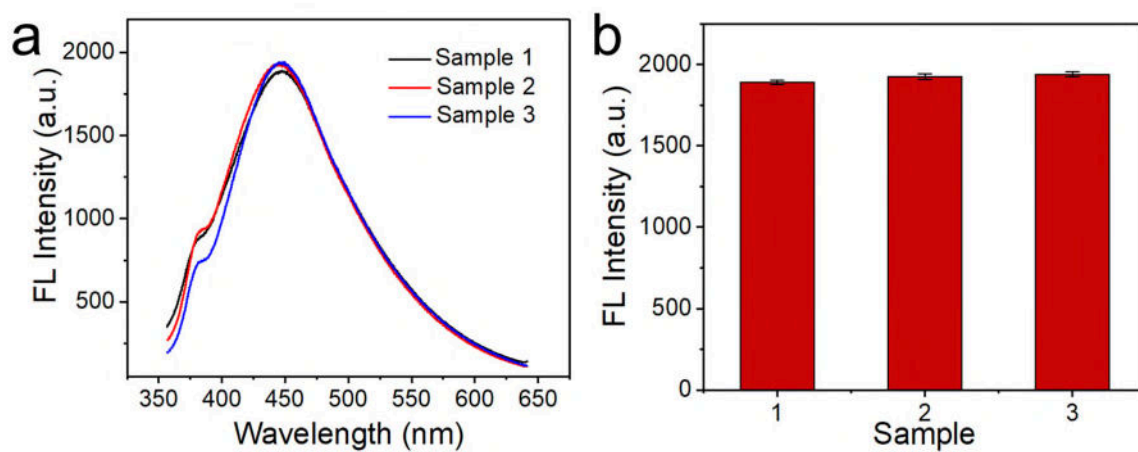 a
FL Intensity (a.u.)
2000
1500
1000
500
350 400 450 500 550 600 650
Wavelength (nm)
Sample 1
Sample 2
Sample 3
b
FL Intensity (a.u.)
2000
1500
1000
500
0
1 2 3
Sample